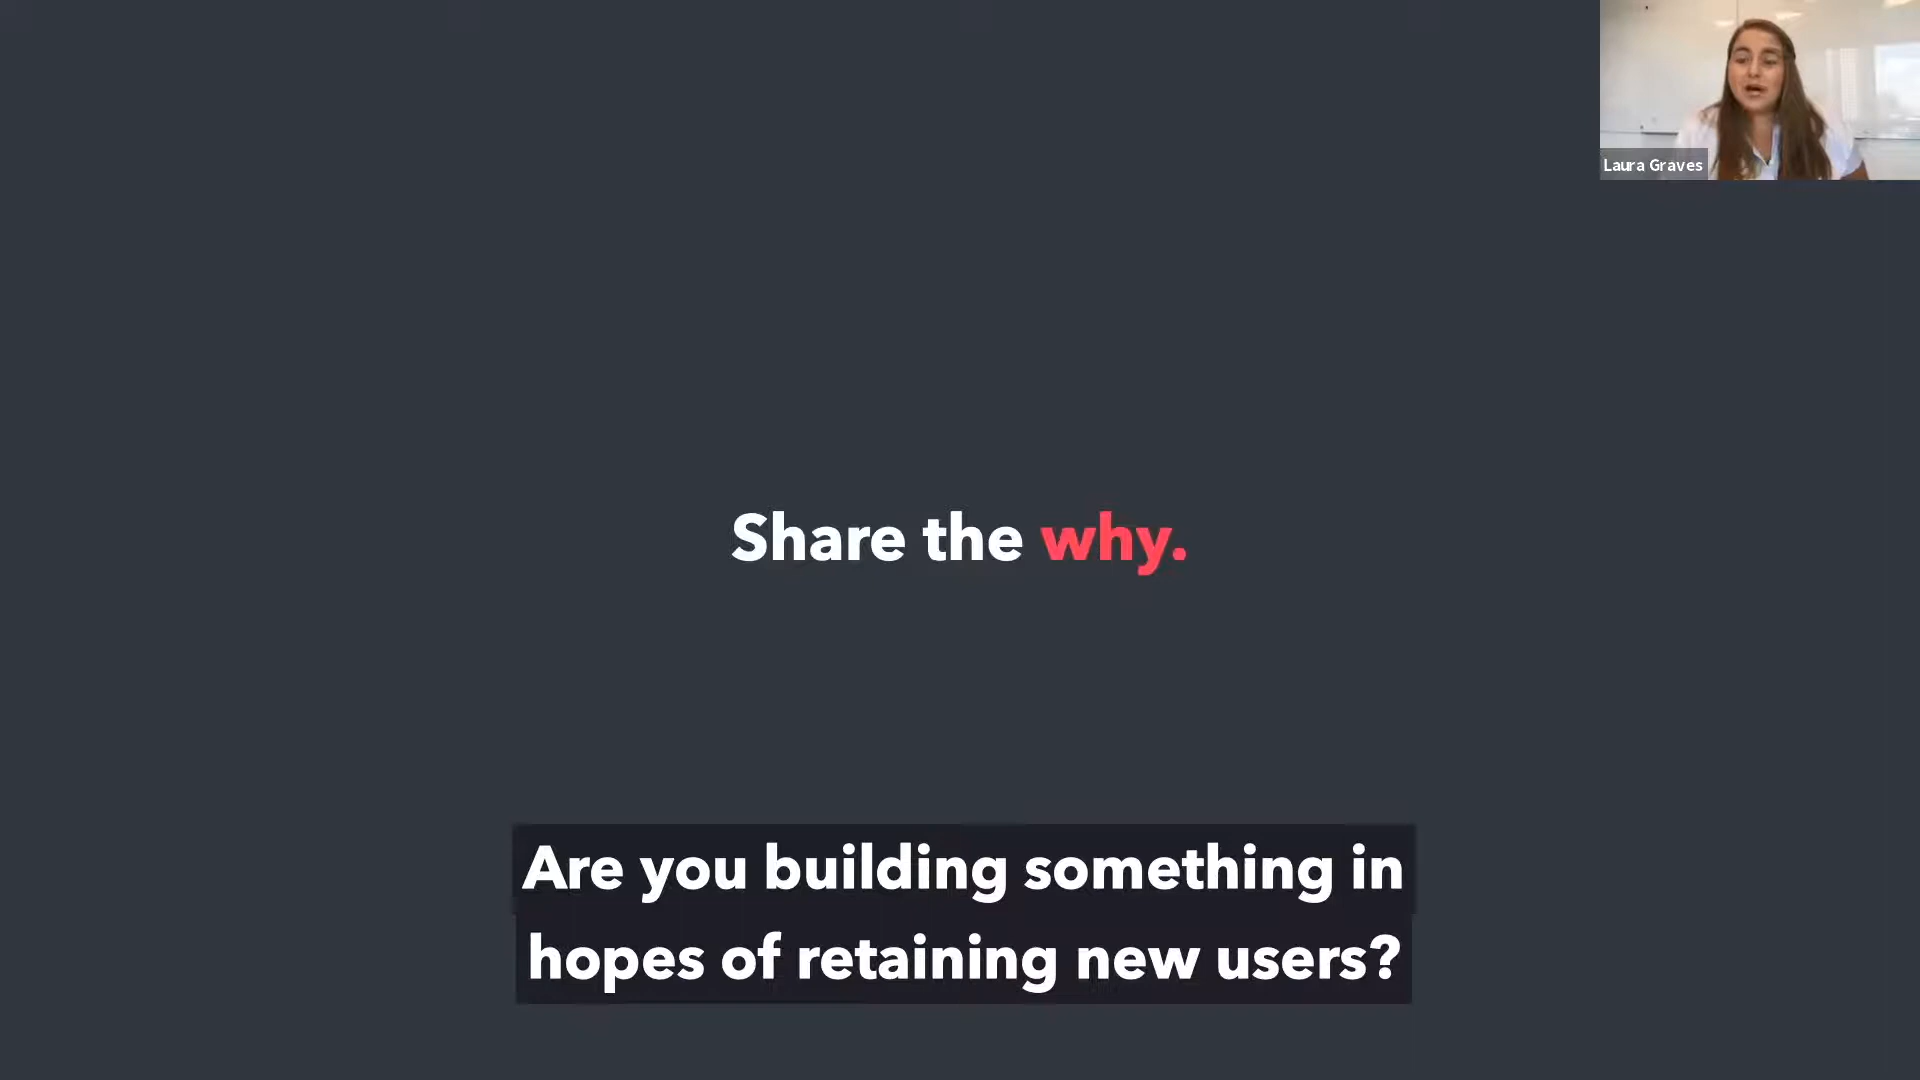 Laura Graves
Share the why.
Are you building something in
hopes of retaining new users?